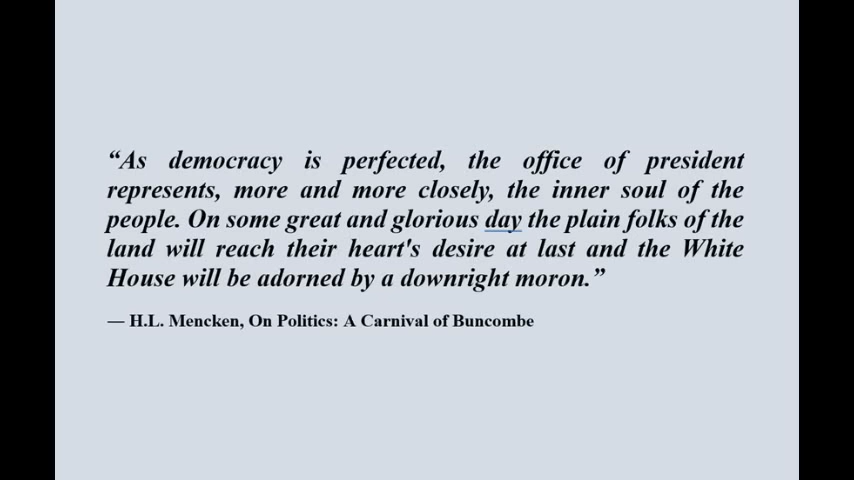 “As democracy is perfected, the office of president
represents, more and more closely, the inner soul of the
people. On some great and glorious day the plain folks of the
land will reach their heart's desire at last and the White
House will be adorned by a downright moron.”
— H.L. Mencken, On Politics: A Carnival of Buncombe